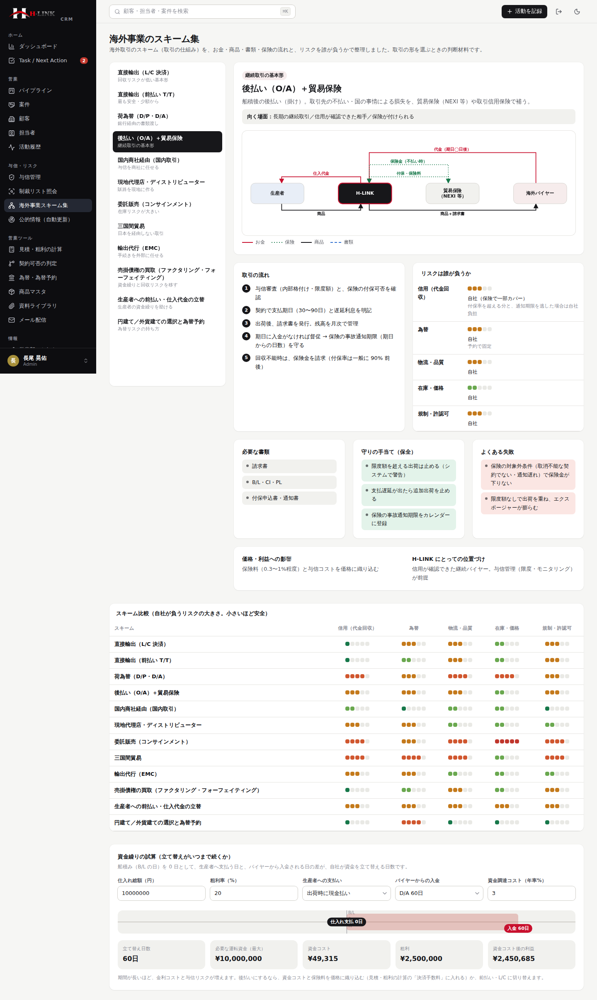 H-LINK
CRM
ホーム
ダッシュボード
Task / Next Action
2
営業
パイプライン
案件
顧客
担当者
活動履歴
与信・リスク
与信管理
制裁リスト照会
海外事業スキーム集
公的情報（自動更新）
営業ツール
見積・粗利の計算
契約可否の判定
為替・為替予約
商品マスタ
資料ライブラリ
メール配信
情報
長
長尾 晃佑
Admin
顧客・担当者・案件を検索
⌘K
活動を記録
海外事業のスキーム集
海外取引のスキーム（取引の仕組み）を、お金・商品・書類・保険の流れと、リスクを誰が負うかで整理しました。取引の形を選ぶときの判断材料です。
直接輸出（L/C 決済）
回収リスクが低い基本形
直接輸出（前払い T/T）
最も安全・少額から
荷為替（D/P・D/A）
銀行経由の書類渡し
後払い（O/A）＋貿易保険
継続取引の基本形
国内商社経由（国内取引）
与信を商社に任せる
現地代理店・ディストリビューター
販路を現地に作る
委託販売（コンサインメント）
在庫リスクが大きい
三国間貿易
日本を経由しない取引
輸出代行（EMC）
手続きを外部に任せる
売掛債権の買取（ファクタリング・フォ
ーフェイティング）
資金繰りと回収リスクを移す
生産者への前払い・仕入代金の立替
生産者の資金繰りを助ける
円建て／外貨建ての選択と為替予約
為替リスクの持ち方
継続取引の基本形
後払い（O/A）＋貿易保険
船積後の後払い（掛け）。取引先の不払い・国の事情による損失を、貿易保険（NEXI 等）や取引信用保険で補う。
向く場面：長期の継続取引／信用が確認できた相手／保険が付けられる
代金（期日◯日後）
保険金（不払い時）
仕入代金
付保・保険料
生産者
H-LINK
貿易保険
（NEXI 等）
海外バイヤー
商品
商品＋請求書
お金
保険
商品
書類
取引の流れ
1
与信審査（内部格付け・限度額）と、保険の付保可否を確
認
2
契約で支払期日（30〜90日）と遅延利息を明記
3
出荷後、請求書を発行。残高を月次で管理
4
期日に入金がなければ督促 → 保険の事故通知期限（期日
からの日数）を守る
5
回収不能時は、保険金を請求（付保率は一般に 90% 前
後）
リスクは誰が負うか
信用（代金回
収）
自社（保険で一部カバー）
付保率を超える分と、通知期限を逃した場合は自社
負担
為替
自社
予約で固定
物流・品質
自社
在庫・価格
自社
規制・許認可
自社
必要な書類
請求書
B/L・CI・PL
付保申込書・通知書
守りの手当て（保全）
限度額を超える出荷は止める（シ
ステムで警告）
支払遅延が出たら追加出荷を止め
る
保険の事故通知期限をカレンダー
に登録
よくある失敗
保険の対象外条件（取消不能な契
約でない・通知遅れ）で保険金が
下りない
限度額なしで出荷を重ね、エクス
ポージャーが膨らむ
価格・利益への影響
保険料（0.3〜1%程度）と与信コストを価格に織り込む
H-LINK にとっての位置づけ
信用が確認できた継続バイヤー。与信管理（限度・モニタリング）
が前提
スキーム比較（自社が負うリスクの大きさ。小さいほど安全）
スキーム
信用（代金回収）
為替
物流・品質
在庫・価格
規制・許認可
直接輸出（L/C 決済）
直接輸出（前払い T/T）
荷為替（D/P・D/A）
後払い（O/A）＋貿易保険
国内商社経由（国内取引）
現地代理店・ディストリビューター
委託販売（コンサインメント）
三国間貿易
輸出代行（EMC）
売掛債権の買取（ファクタリング・フォーフェイティング）
生産者への前払い・仕入代金の立替
円建て／外貨建ての選択と為替予約
資金繰りの試算（立て替えがいつまで続くか）
船積み（B/L の日）を 0 日として、生産者へ支払う日と、バイヤーから入金される日の差が、自社が資金を立て替える日数です。
仕入れ総額（円）
粗利率（%）
生産者への支払い
バイヤーからの入金
資金調達コスト（年率%）
10000000
20
出荷時に現金払い
D/A 60日
3
B/L
仕入れ支払 0日
入金 60日
立て替え日数
60日
必要な運転資金（最大）
¥10,000,000
資金コスト
¥49,315
粗利
¥2,500,000
資金コスト後の利益
¥2,450,685
期間が長いほど、金利コストと与信リスクが増えます。後払いにするなら、資金コストと保険料を価格に織り込む（見積・粗利の計算の「決済手数料」に入れる）か、前払い・L/C に切り替えます。